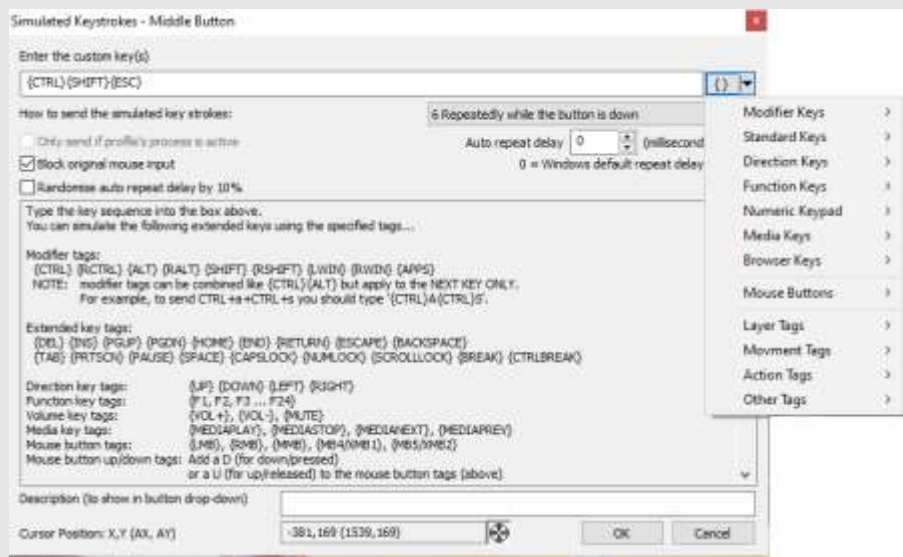 Simulated Keystrokes - Middle Button
Enter the custom key(s)
{CTRL}{SHIFT}{ESC}
{}
How to send the simulated key strokes:
6 Repeatedly while the button is down
Only send if profile's process is active
Auto repeat delay 0 (millisecond
Block original mouse input
0 = Windows default repeat delay
Randomise auto repeat delay by 10%
Type the key sequence into the box above.
You can simulate the following extended keys using the specified tags...
Modifier tags:
{CTRL} {RCTRL} {ALT} {RALT} {SHIFT} {RSHIFT} {LWIN} {RWIN} {APPS}
NOTE: modifier tags can be combined like {CTRL}{ALT} but apply to the NEXT KEY ONLY.
For example, to send CTRL+a+CTRL+s you should type '{CTRL}A{CTRL}S'.
Extended key tags:
{DEL} {INS} {PGUP} {PGDN} {HOME} {END} {RETURN} {ESCAPE} {BACKSPACE}
{TAB} {PRTSCN} {PAUSE} {SPACE} {CAPSLOCK} {NUMLOCK} {SCROLLLOCK} {BREAK} {CTRLBREAK}
Direction key tags: {UP} {DOWN} {LEFT} {RIGHT}
Function key tags: {F1, F2, F3 ... F24}
Volume key tags: {VOL+}, {VOL-}, {MUTE}
Media key tags: {MEDIAPLAY}, {MEDIASTOP}, {MEDIANEXT}, {MEDIAPREV}
Mouse button tags: {LMB}, {RMB}, {MMB}, {MB4/XMB1}, {MB5/XMB2}
Mouse button up/down tags: Add a D (for down/pressed)
or a U (for up/released) to the mouse button tags (above)
Description (to show in button drop-down)
Cursor Position: X,Y (AX, AY)
-381,169 (1539,169)
OK
Cancel
Modifier Keys
Standard Keys
Direction Keys
Function Keys
Numeric Keypad
Media Keys
Browser Keys
Mouse Buttons
Layer Tags
Movment Tags
Action Tags
Other Tags